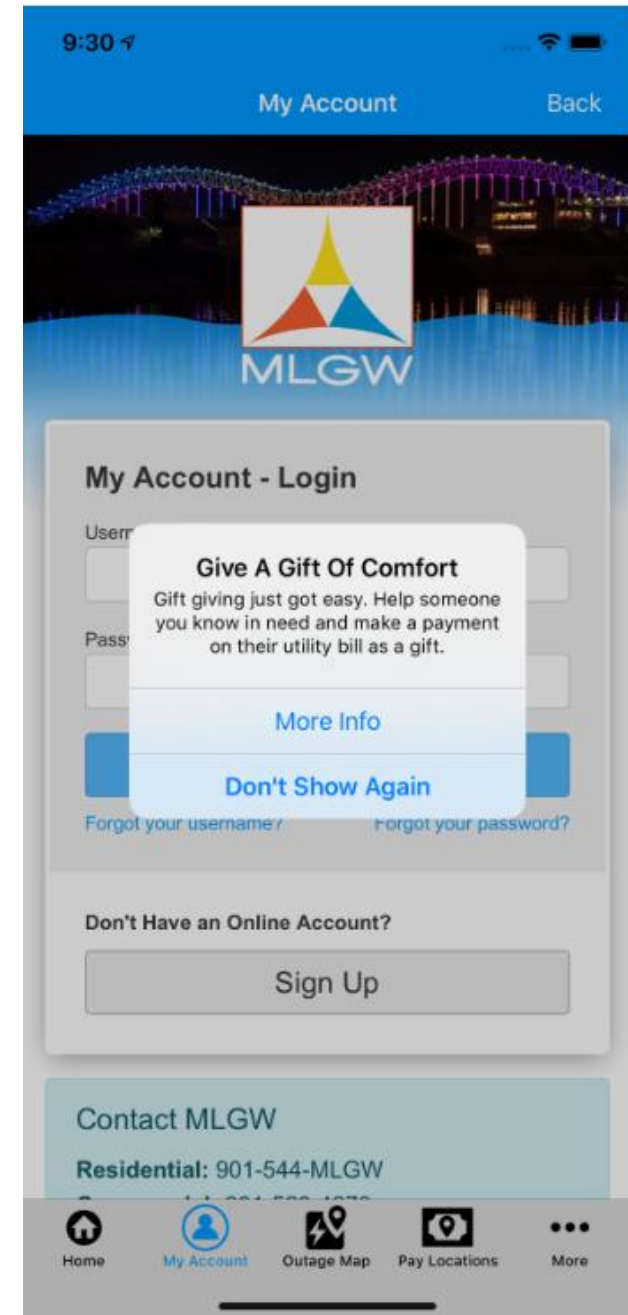 9:30
My Account
Back
MLGW
My Account - Login
Give A Gift Of Comfort
Gift giving just got easy. Help someone
you know in need and make a payment
on their utility bill as a gift.
More Info
Don't Show Again
Forgot your username?
Forgot your password?
Don't Have an Online Account?
Sign Up
Contact MLGW
Residential: 901-544-MLGW
Home
My Account
Outage Map
Pay Locations
More